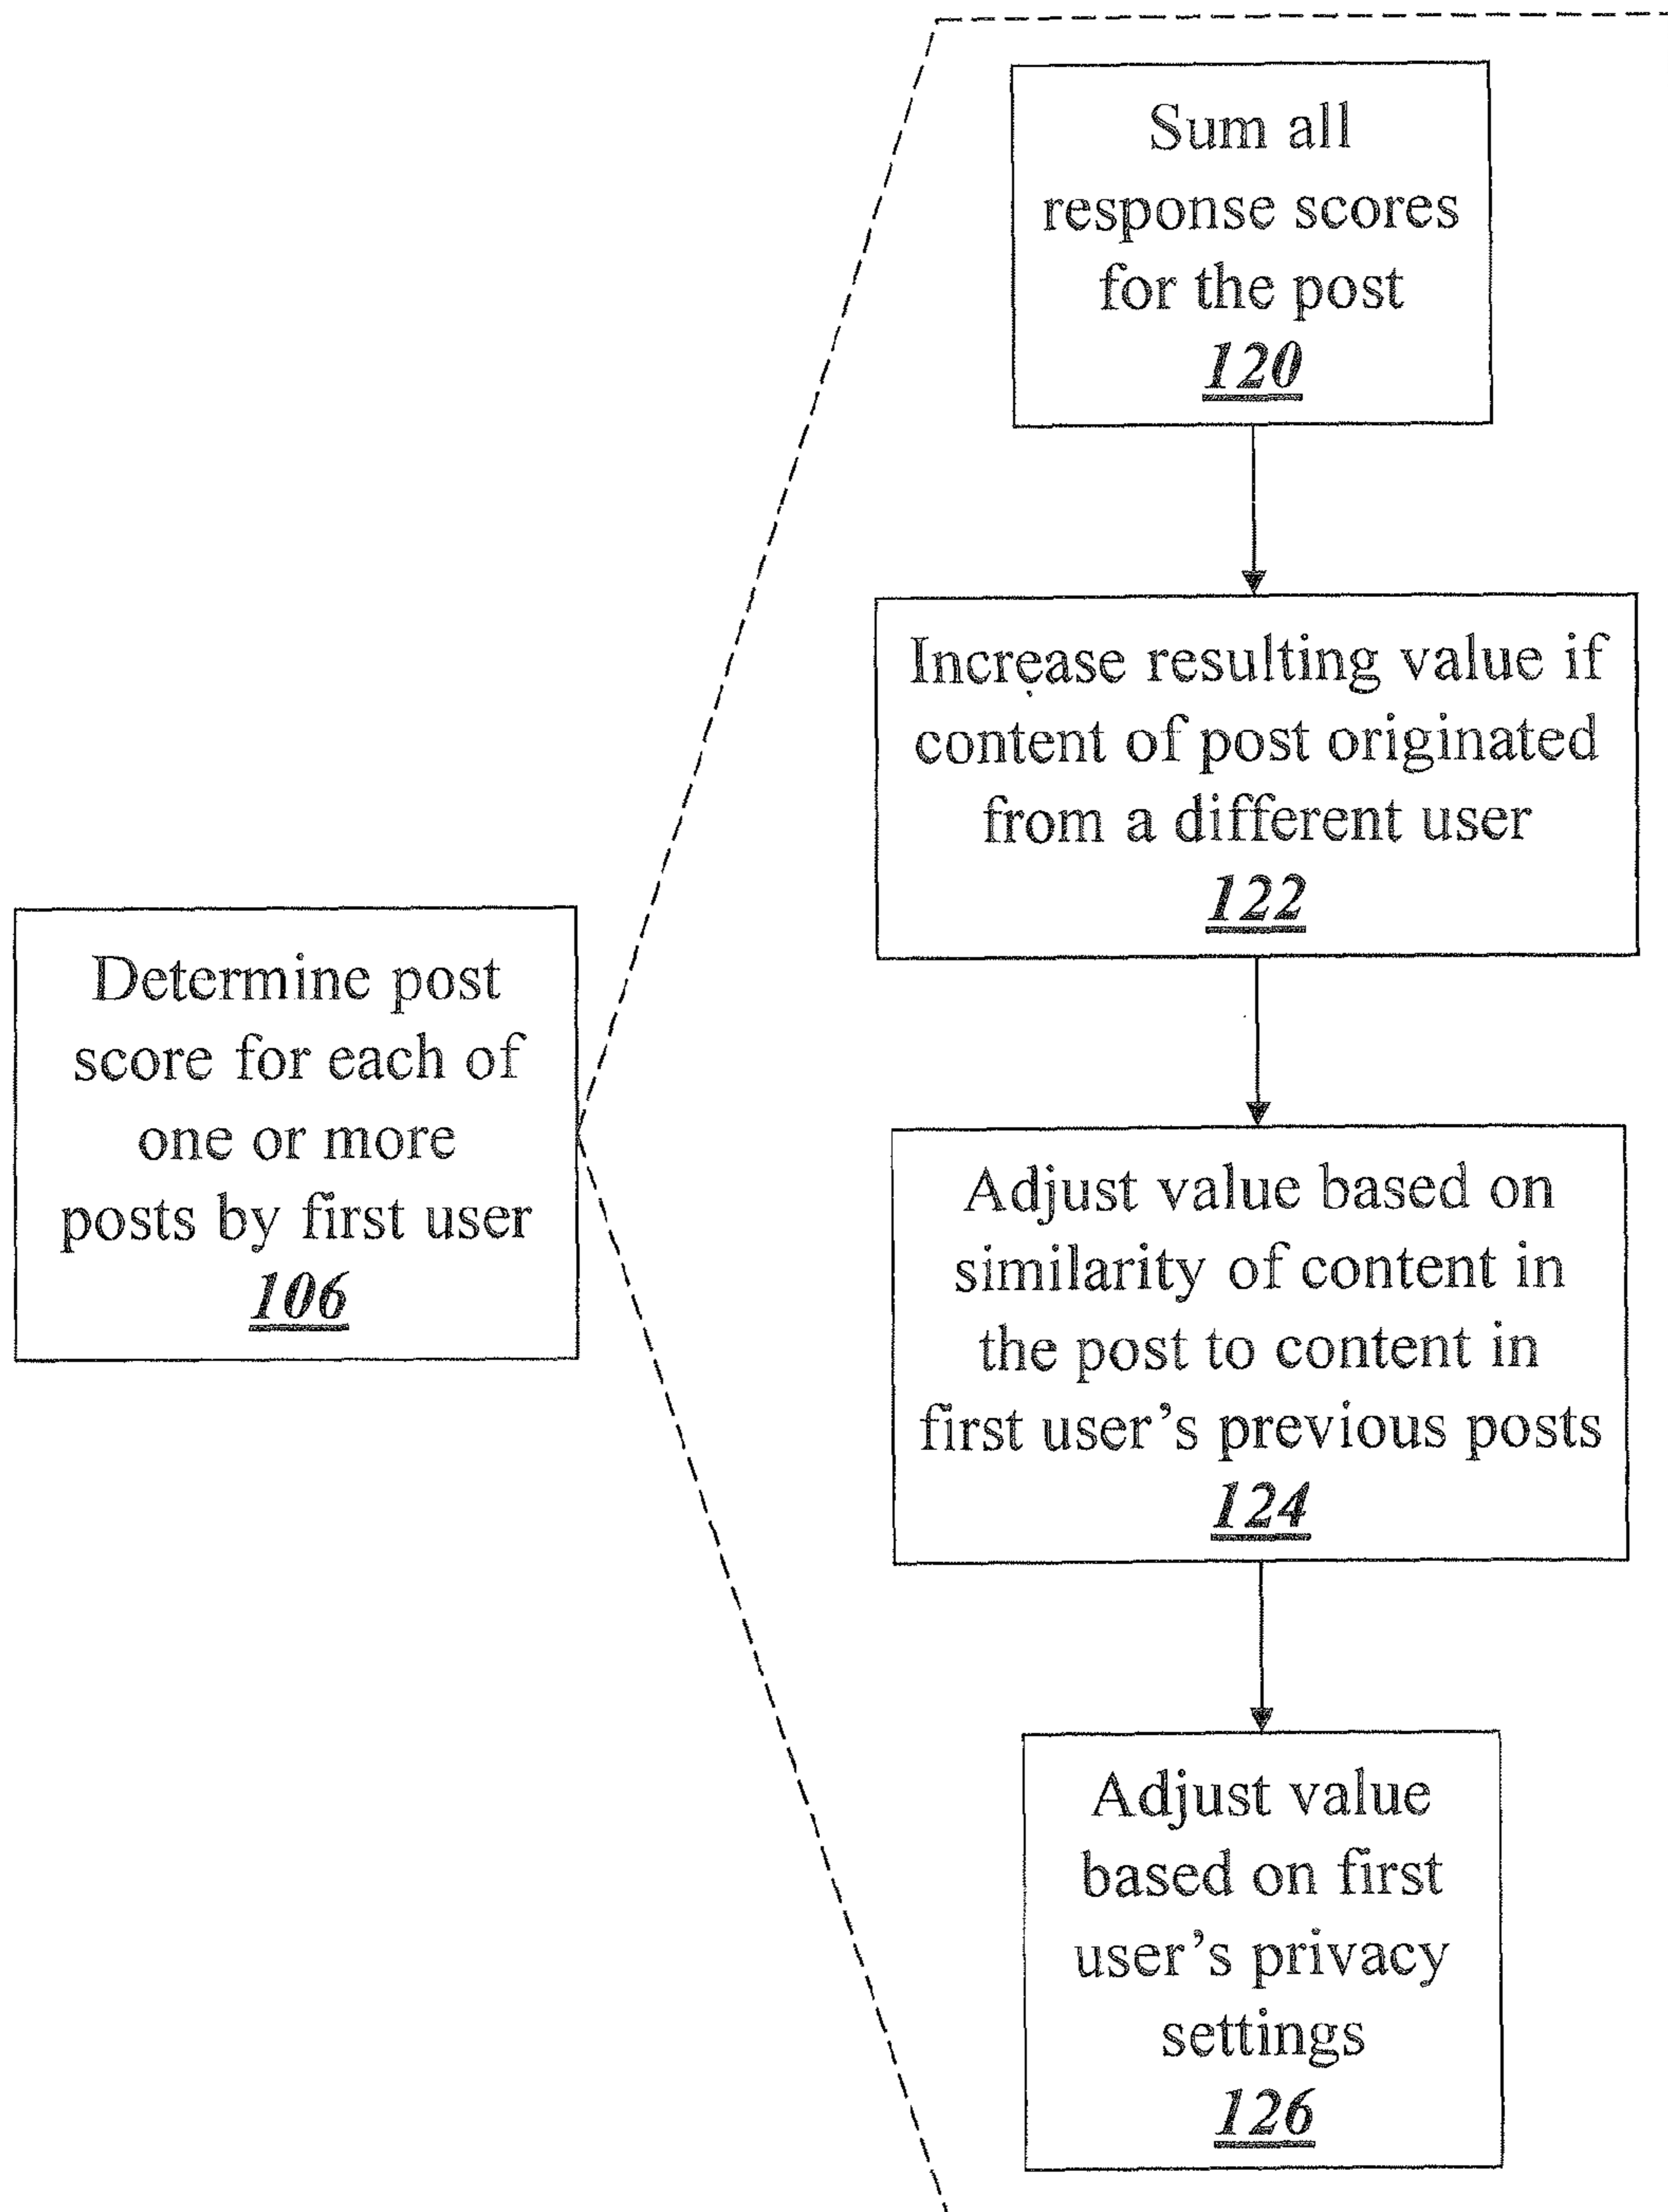 Sum all
response scores
for the post
120
Increase resulting value if
content of post originated
from a different user
122
Determine post
score for each of
one or more
posts by first user
106
Adjust value based on
similarity of content in
the post to content in
first user's previous posts
124
Adjust value
based on first
user's privacy
settings
126